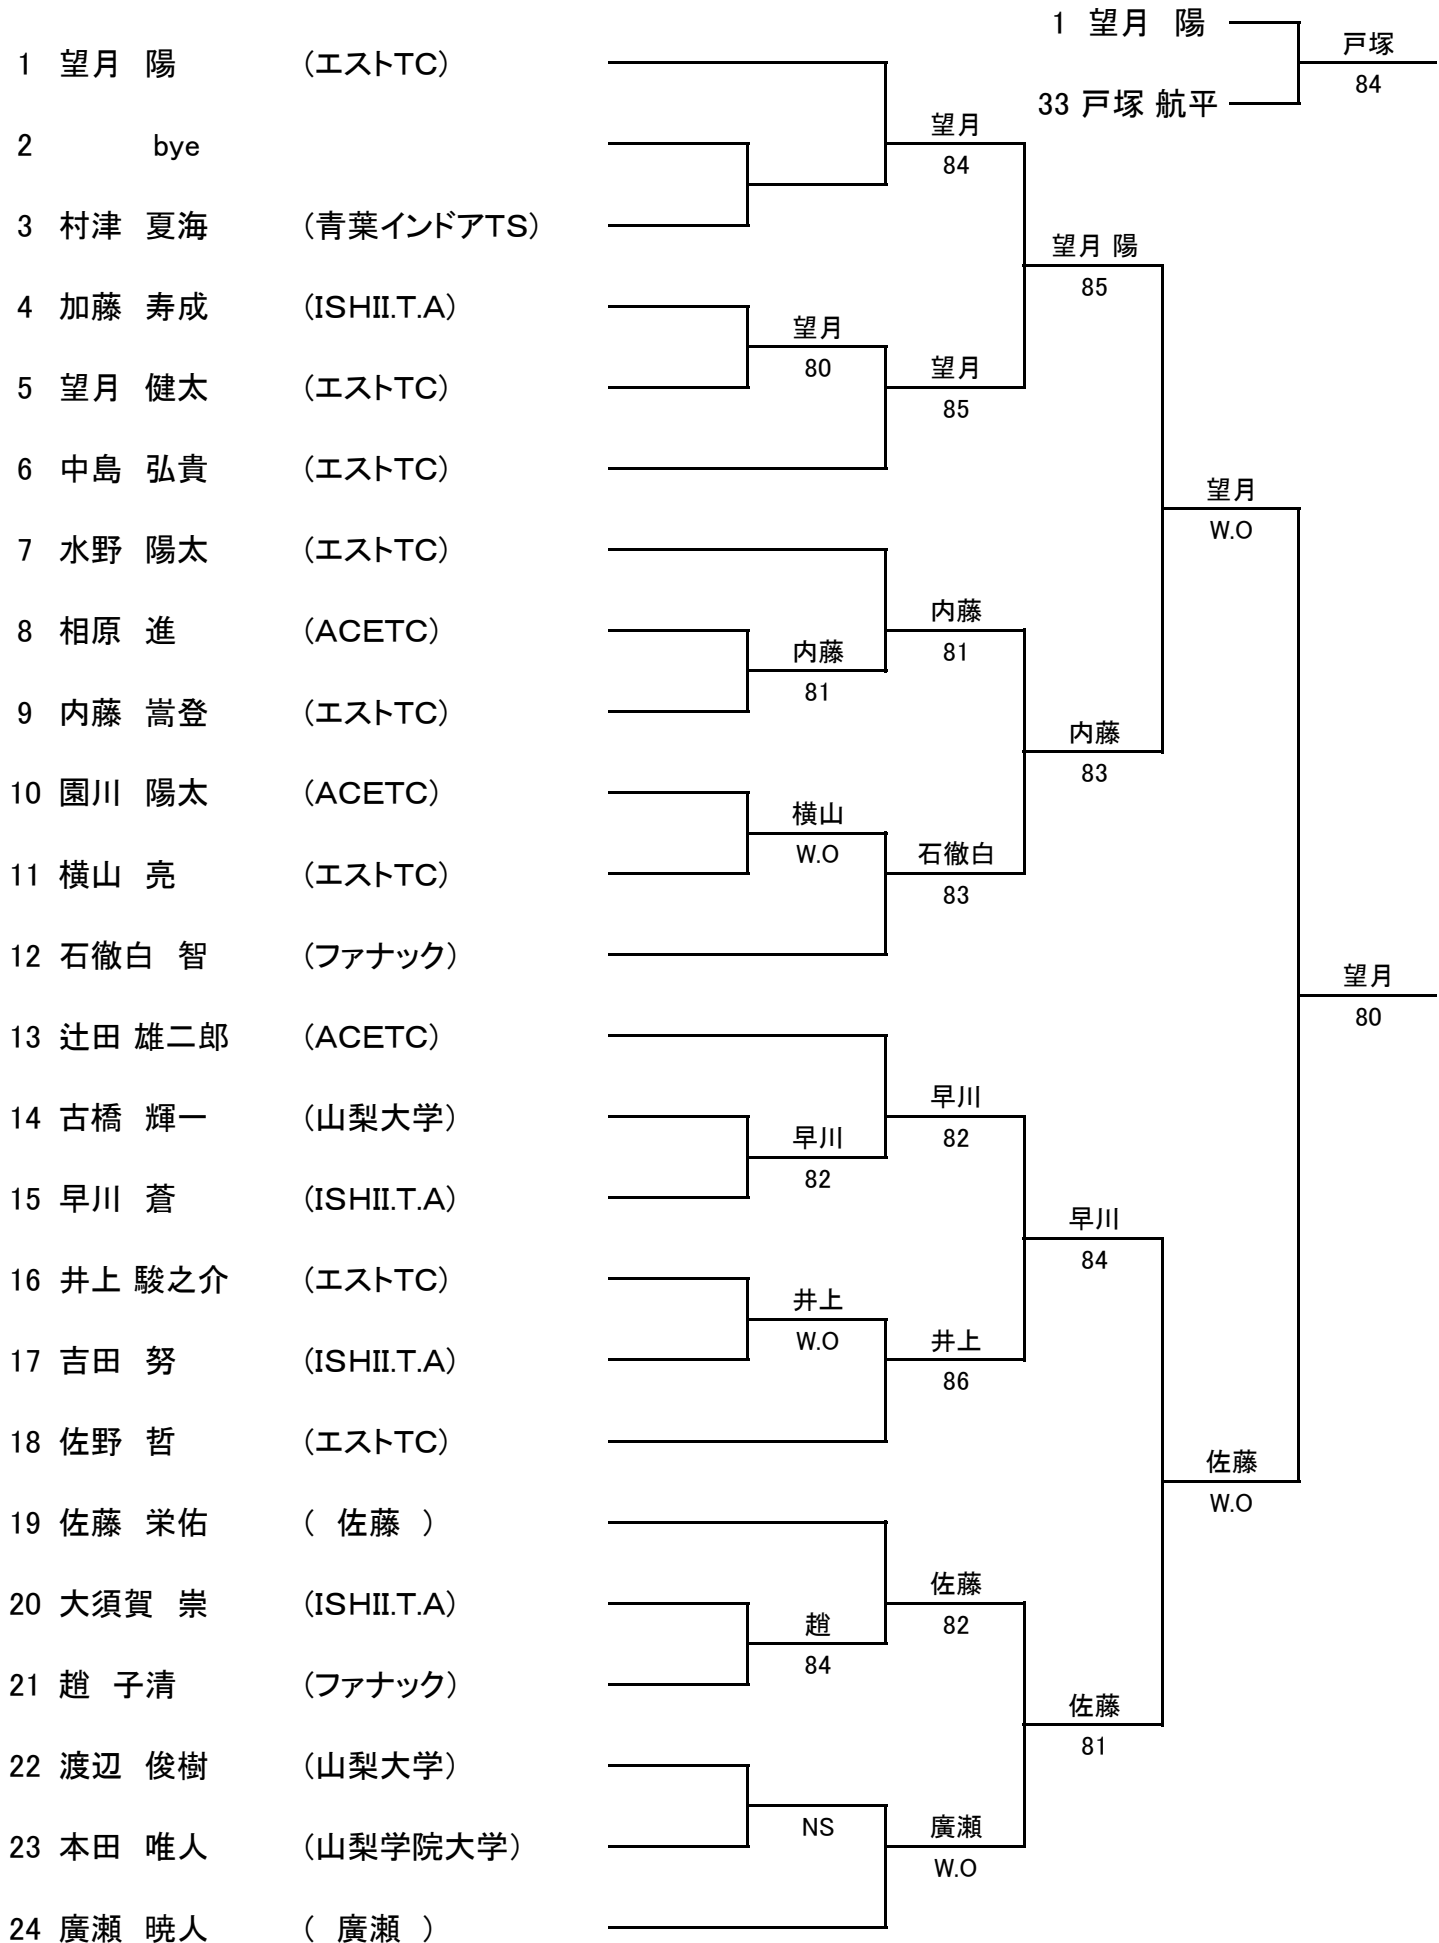 1 望月 陽
戸塚
84
33 戸塚 航平
1 望月 陽 (エストTC)
2 bye
望月
84
3 村津 夏海 (青葉インドアTS)
望月 陽
85
4 加藤 寿成 (ISHII.T.A)
望月
80
望月
85
5 望月 健太 (エストTC)
6 中島 弘貴 (エストTC)
望月
W.O
7 水野 陽太 (エストTC)
内藤
81
8 相原 進 (ACETC)
内藤
81
9 内藤 嵩登 (エストTC)
内藤
83
10 園川 陽太 (ACETC)
横山
W.O
石徹白
83
11 横山 亮 (エストTC)
12 石徹白 智 (ファナック)
望月
80
13 辻田 雄二郎 (ACETC)
早川
82
14 古橋 輝一 (山梨大学)
早川
82
15 早川 蒼 (ISHII.T.A)
早川
84
16 井上 駿之介 (エストTC)
井上
W.O
井上
86
17 吉田 努 (ISHII.T.A)
18 佐野 哲 (エストTC)
佐藤
W.O
19 佐藤 栄佑 ( 佐藤 )
佐藤
82
20 大須賀 崇 (ISHII.T.A)
趙
84
21 趙 子清 (ファナック)
佐藤
81
22 渡辺 俊樹 (山梨大学)
NS
廣瀬
W.O
23 本田 唯人 (山梨学院大学)
24 廣瀬 暁人 ( 廣瀬 )